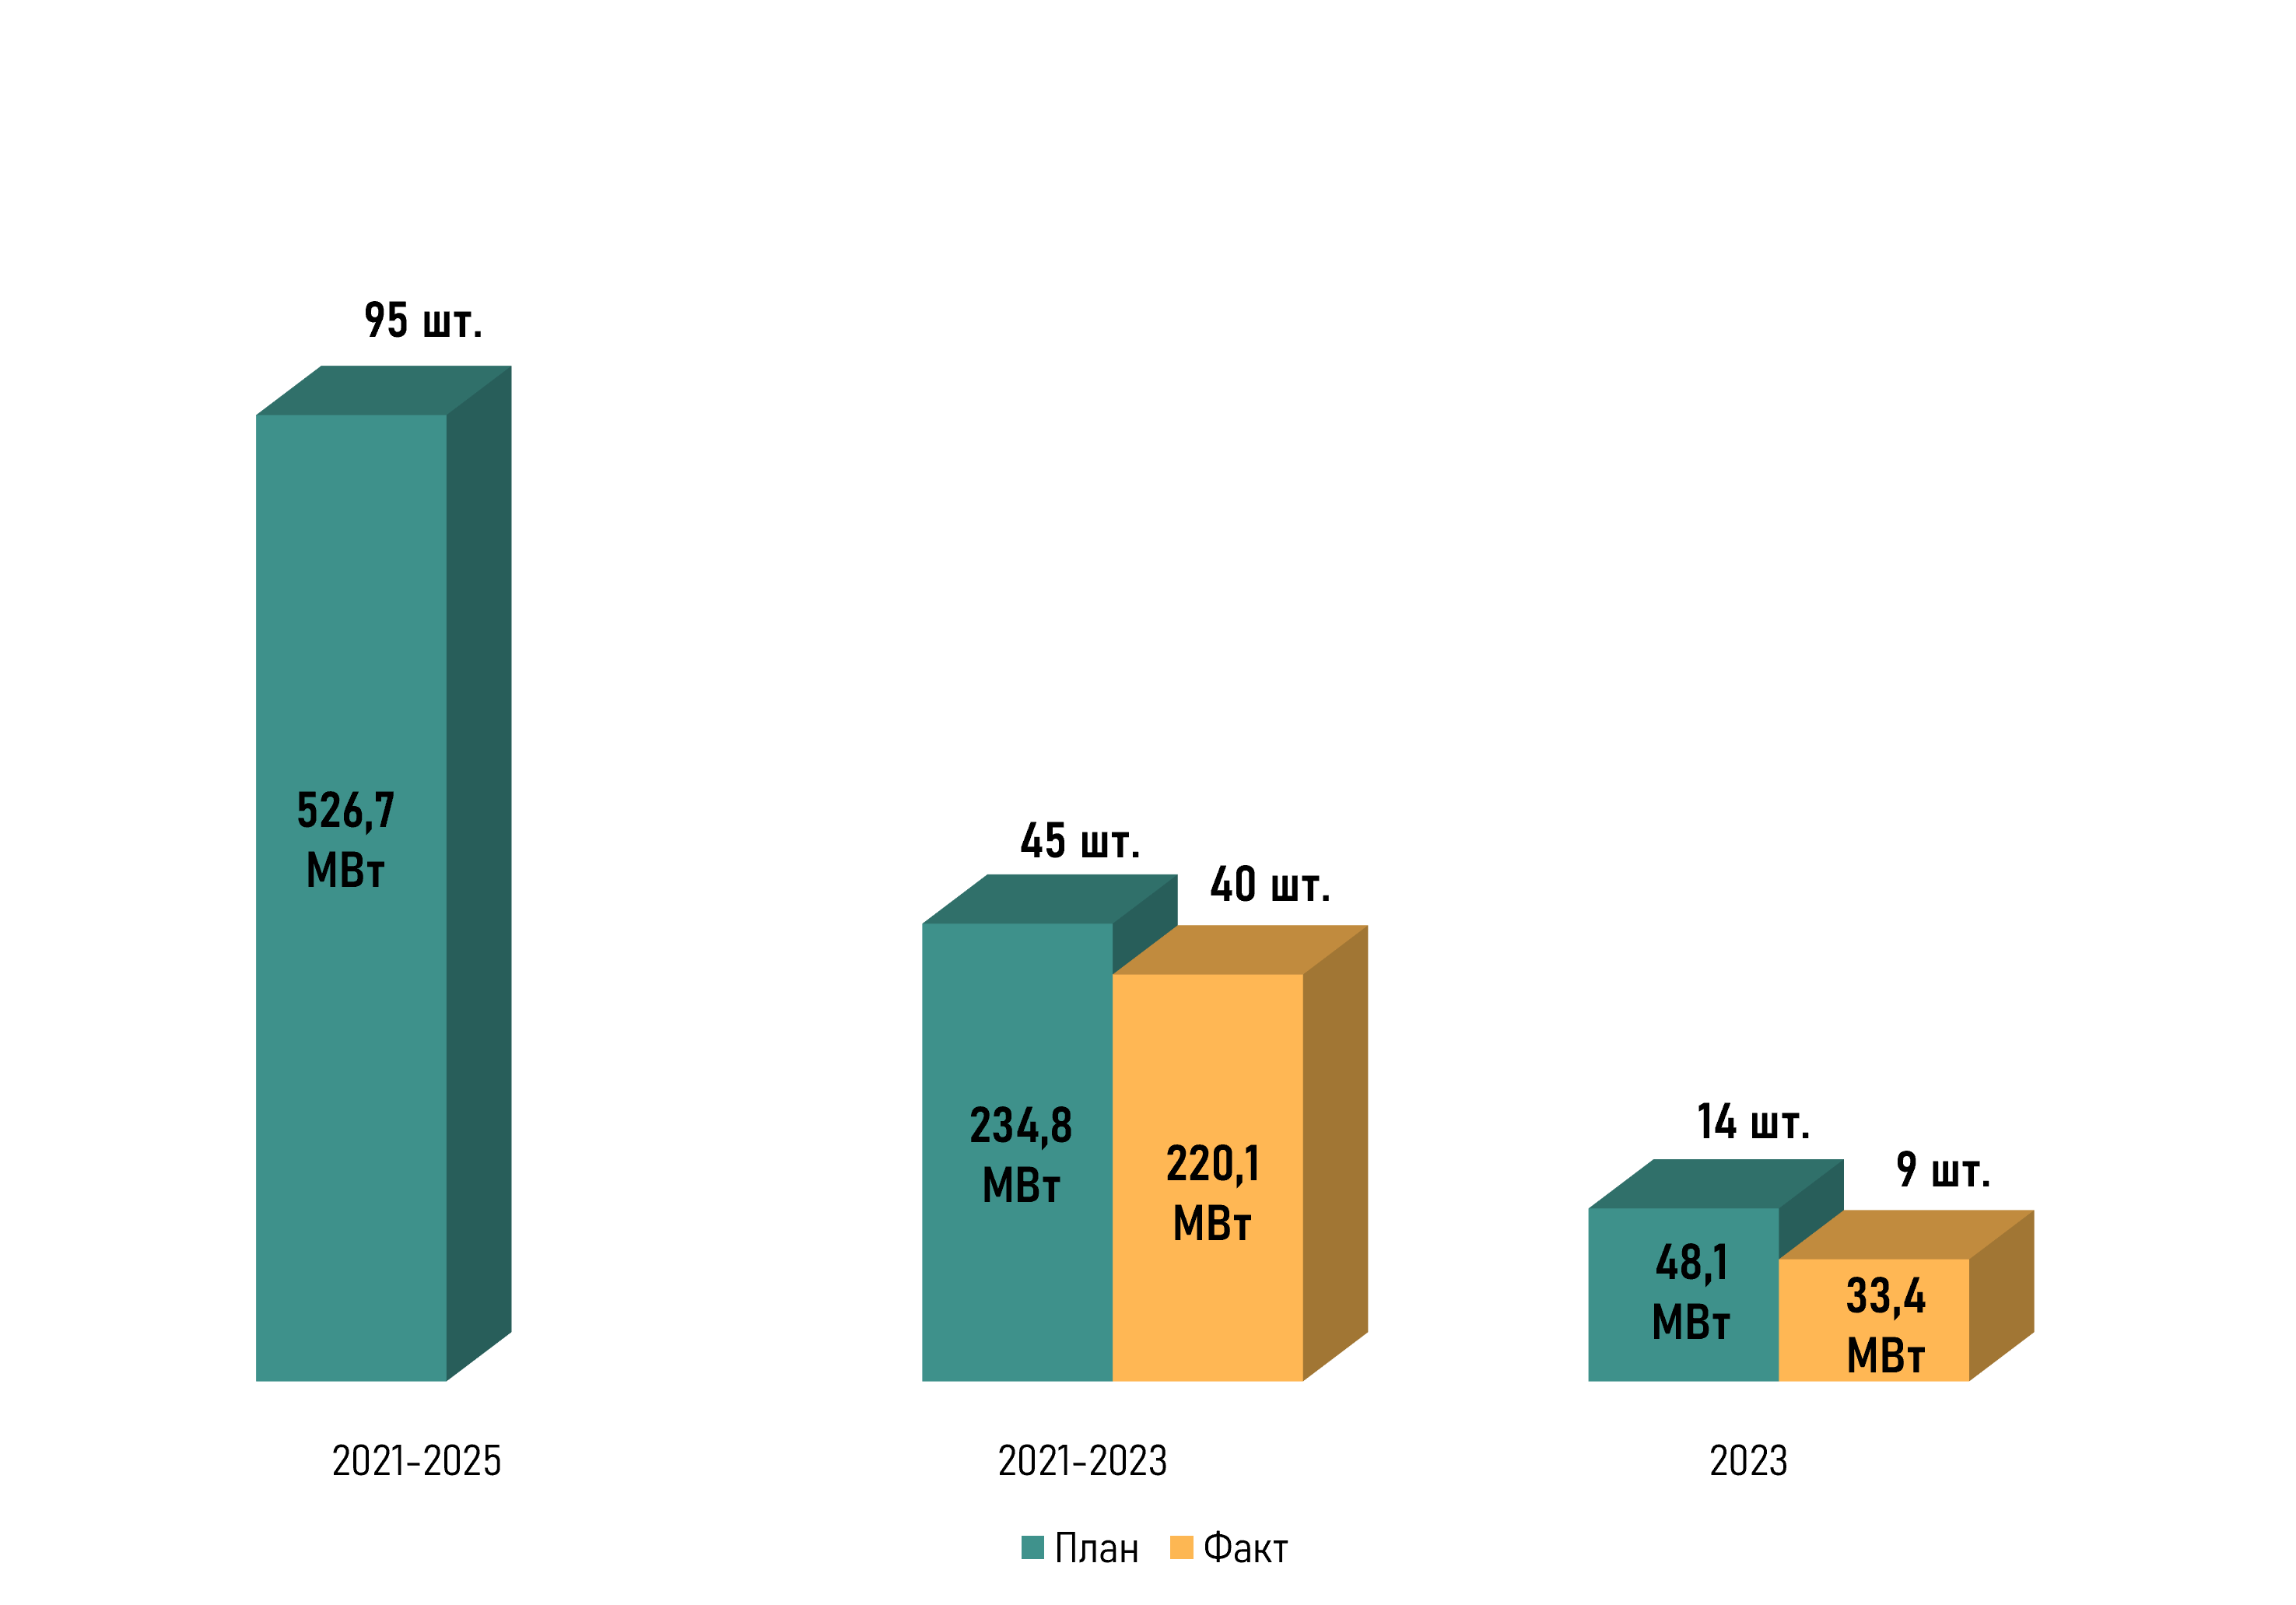 95 шт.
526,7
МВт
45 шт.
40 шт.
234,8
МВт
220,1
МВт
14 шт.
9 шт.
48,1
МВт
33,4
МВт
2021–2025
2021–2023
2023
План
Факт